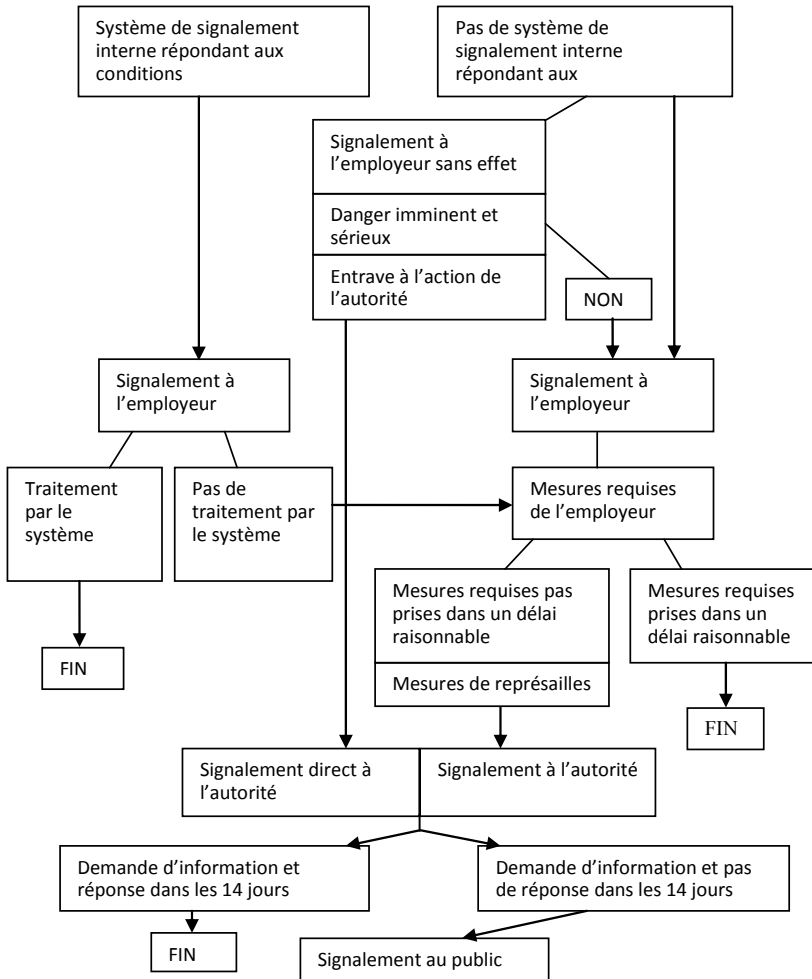 Système de signalement
interne répondant aux
conditions
Pas de système de
signalement interne
répondant aux
Signalement à
l’employeur sans effet
Danger imminent et
sérieux
Entrave à l’action de
l’autorité
NON
Signalement à
l’employeur
Signalement à
l’employeur
Traitement
par le
système
Pas de
traitement par
le système
Mesures requises
de l’employeur
Mesures requises pas
prises dans un délai
raisonnable
Mesures requises
prises dans un
délai raisonnable
FIN
Mesures de représailles
FIN
Signalement direct à
l’autorité
Signalement à l’autorité
Demande d’information et
réponse dans les 14 jours
Demande d’information et pas
de réponse dans les 14 jours
FIN
Signalement au public